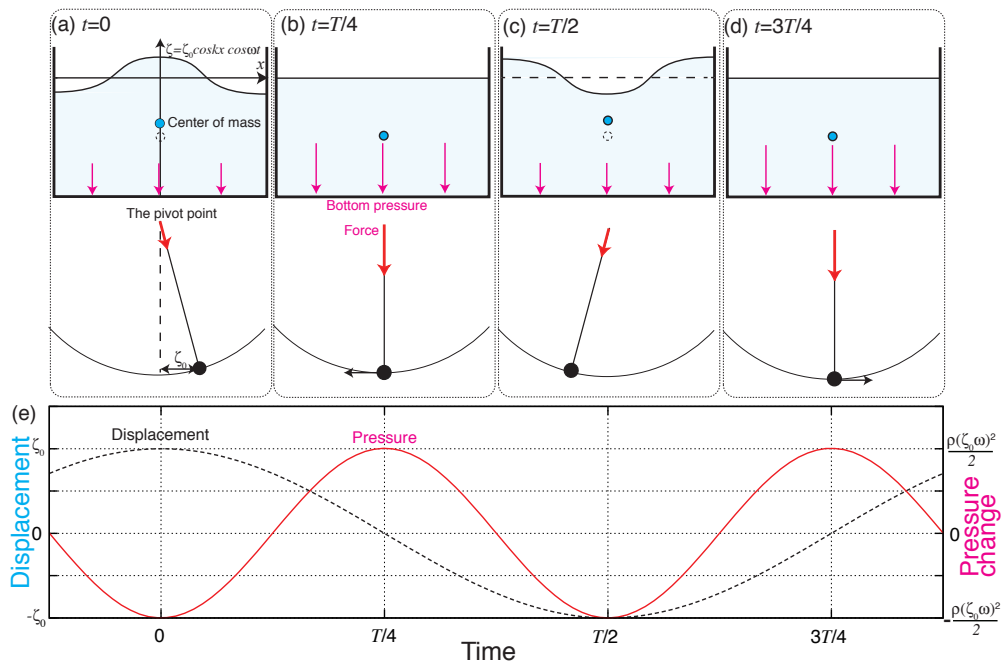 (a) t=0
(b) t=T/4
(c) t=T/2
(d) t=3T/4
ζ=ζ₀coskx cosωt
x
Center of mass
Bottom pressure
The pivot point
Force
ζ₀
(e)
Displacement
Pressure
ζ₀
0
-ζ₀
ρ(ζ₀ω)²/2
0
-ρ(ζ₀ω)²/2
Displacement
Pressure change
0
T/4
T/2
3T/4
Time